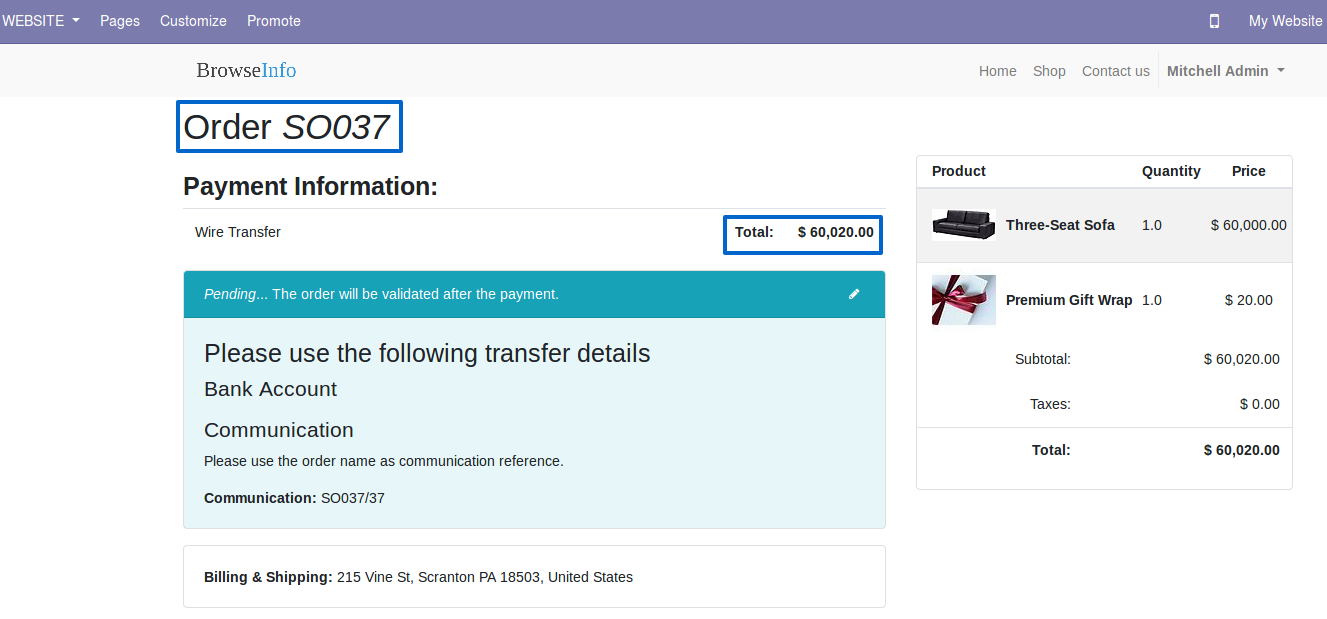 WEBSITE Pages Customize Promote My Website
BrowseInfo Home Shop Contact us Mitchell Admin
Order SO037
Payment Information:
Wire Transfer Total: $ 60,020.00
Pending... The order will be validated after the payment.
Please use the following transfer details
Bank Account
Communication
Please use the order name as communication reference.
Communication: SO037/37
Billing & Shipping: 215 Vine St, Scranton PA 18503, United States
Product Quantity Price
Three-Seat Sofa 1.0 $ 60,000.00
Premium Gift Wrap 1.0 $ 20.00
Subtotal: $ 60,020.00
Taxes: $ 0.00
Total: $ 60,020.00